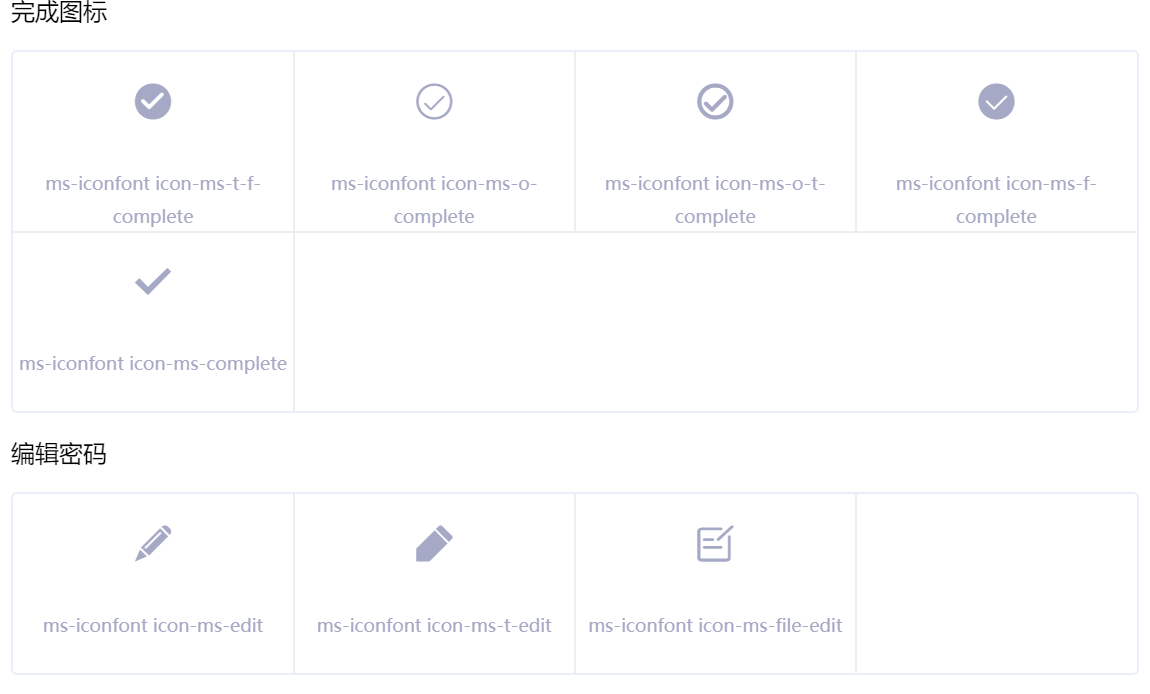 完成图标
ms-iconfont icon-ms-t-f-
complete
ms-iconfont icon-ms-o-
complete
ms-iconfont icon-ms-o-t-
complete
ms-iconfont icon-ms-f-
complete
ms-iconfont icon-ms-complete
编辑密码
ms-iconfont icon-ms-edit
ms-iconfont icon-ms-t-edit
ms-iconfont icon-ms-file-edit